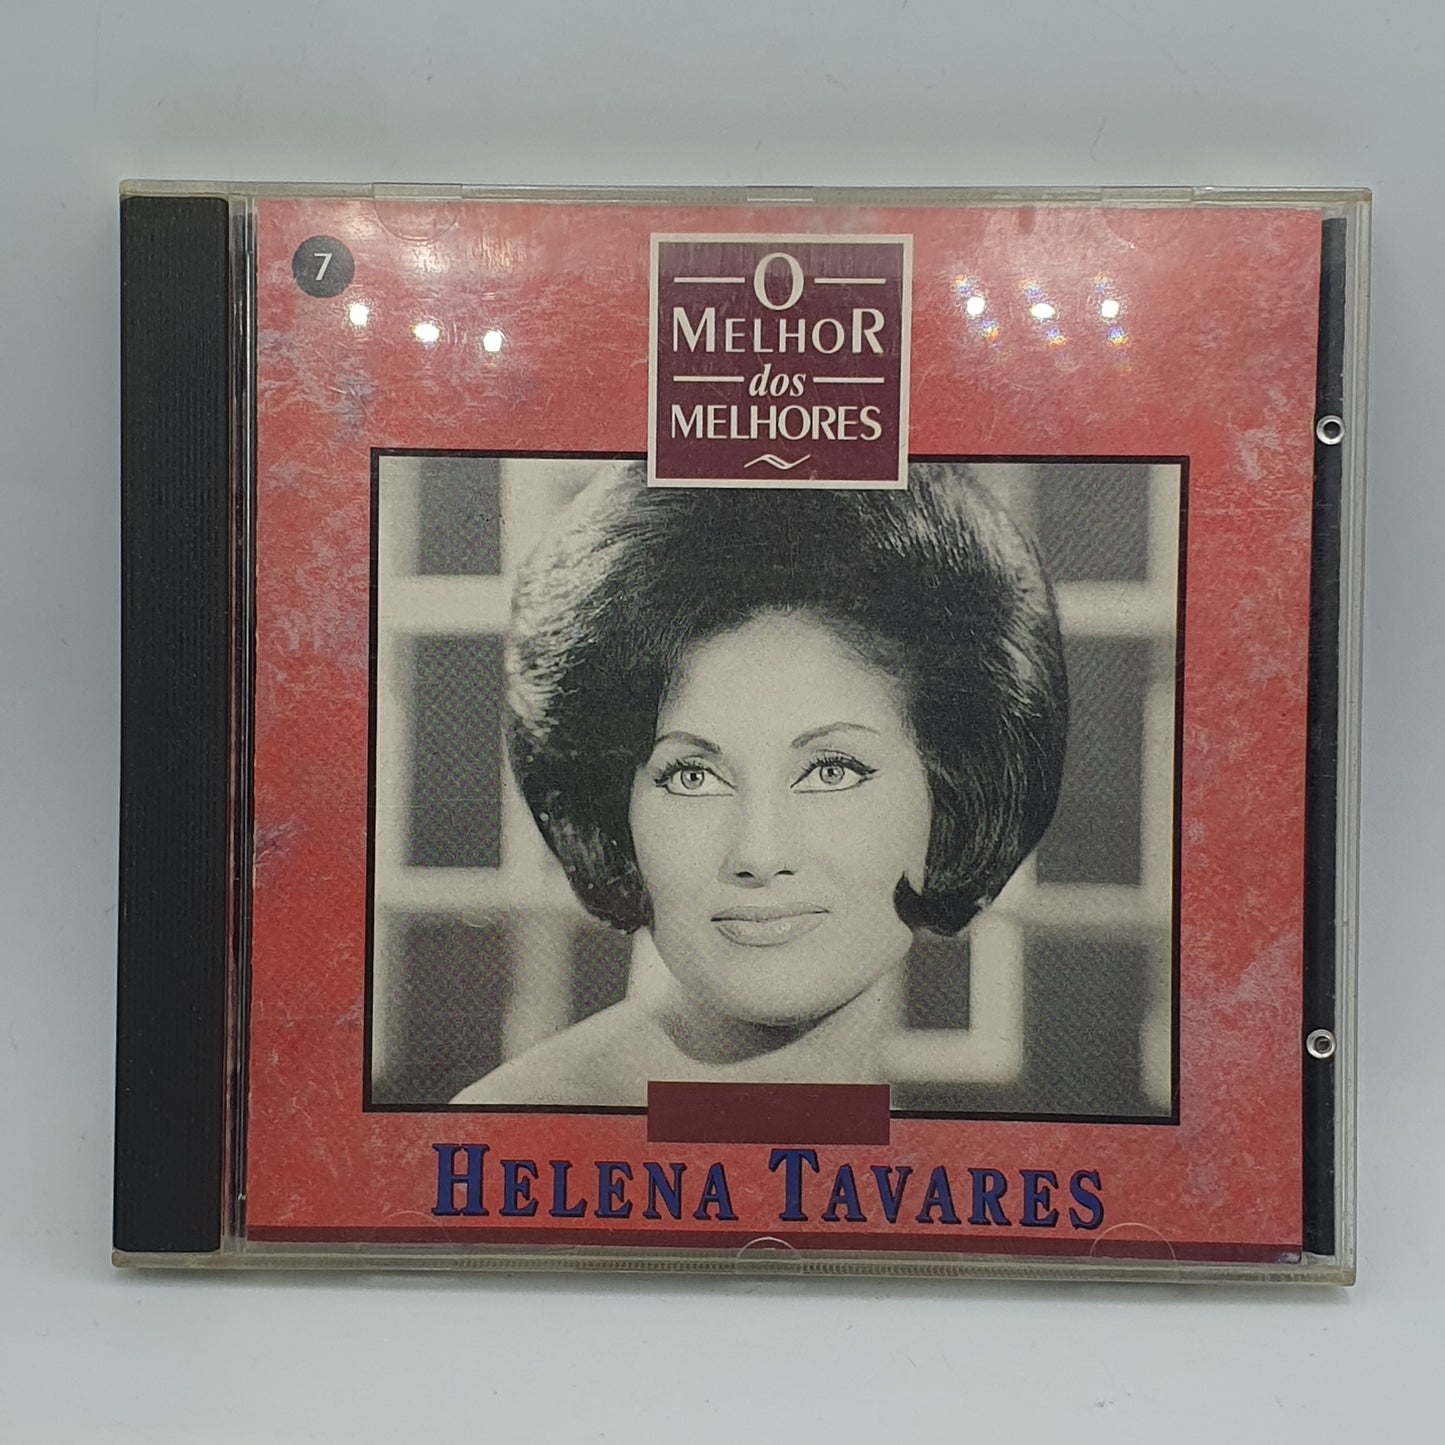 7
O
MELHOR
dos
MELHORES
HELENA TAVARES